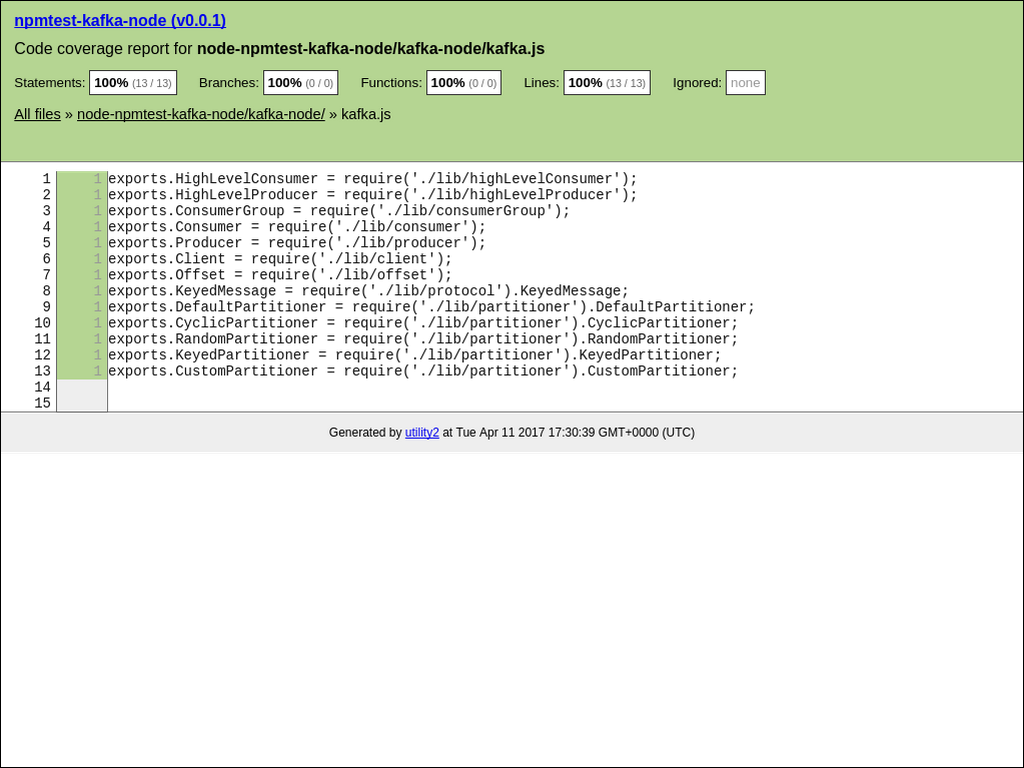 npmtest-kafka-node (v0.0.1)
Code coverage report for node-npmtest-kafka-node/kafka-node/kafka.js
Statements: 100% (13 / 13) Branches: 100% (0 / 0) Functions: 100% (0 / 0) Lines: 100% (13 / 13) Ignored: none
All files » node-npmtest-kafka-node/kafka-node/ » kafka.js
1 1 exports.HighLevelConsumer = require('./lib/highLevelConsumer');
2 1 exports.HighLevelProducer = require('./lib/highLevelProducer');
3 1 exports.ConsumerGroup = require('./lib/consumerGroup');
4 1 exports.Consumer = require('./lib/consumer');
5 1 exports.Producer = require('./lib/producer');
6 1 exports.Client = require('./lib/client');
7 1 exports.Offset = require('./lib/offset');
8 1 exports.KeyedMessage = require('./lib/protocol').KeyedMessage;
9 1 exports.DefaultPartitioner = require('./lib/partitioner').DefaultPartitioner;
10 1 exports.CyclicPartitioner = require('./lib/partitioner').CyclicPartitioner;
11 1 exports.RandomPartitioner = require('./lib/partitioner').RandomPartitioner;
12 1 exports.KeyedPartitioner = require('./lib/partitioner').KeyedPartitioner;
13 1 exports.CustomPartitioner = require('./lib/partitioner').CustomPartitioner;
14
15
Generated by utility2 at Tue Apr 11 2017 17:30:39 GMT+0000 (UTC)